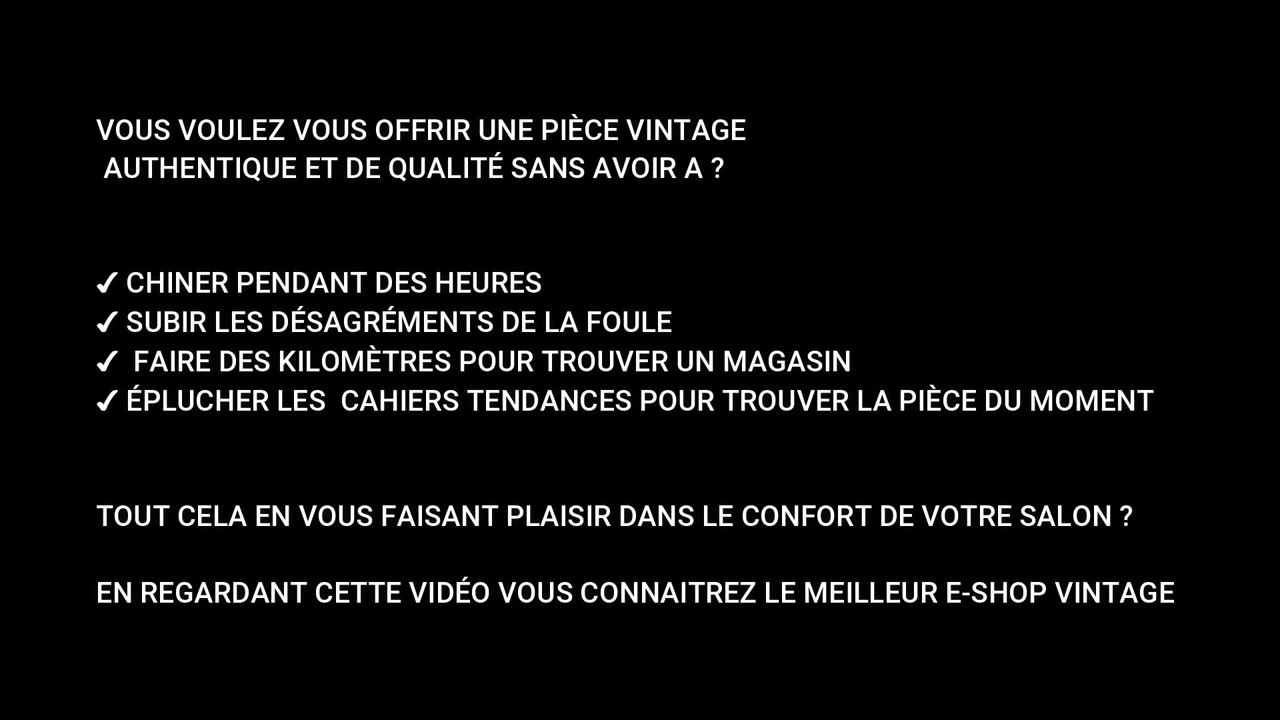 VOUS VOULEZ VOUS OFFRIR UNE PIÈCE VINTAGE
AUTHENTIQUE ET DE QUALITÉ SANS AVOIR A ?
✔ CHINER PENDANT DES HEURES
✔ SUBIR LES DÉSAGRÉMENTS DE LA FOULE
✔ FAIRE DES KILOMÈTRES POUR TROUVER UN MAGASIN
✔ ÉPLUCHER LES CAHIERS TENDANCES POUR TROUVER LA PIÈCE DU MOMENT
TOUT CELA EN VOUS FAISANT PLAISIR DANS LE CONFORT DE VOTRE SALON ?
EN REGARDANT CETTE VIDÉO VOUS CONNAITREZ LE MEILLEUR E-SHOP VINTAGE